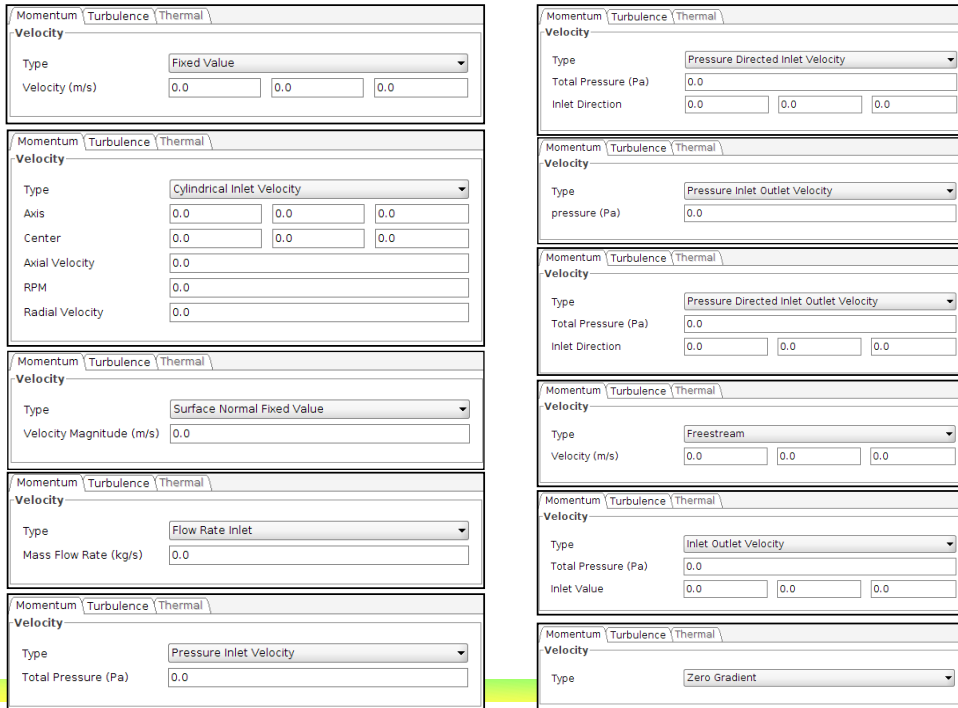 Momentum Turbulence Thermal
Velocity
Type Fixed Value
Velocity (m/s) 0.0 0.0 0.0
Momentum Turbulence Thermal
Velocity
Type Cylindrical Inlet Velocity
Axis 0.0 0.0 0.0
Center 0.0 0.0 0.0
Axial Velocity 0.0
RPM 0.0
Radial Velocity 0.0
Momentum Turbulence Thermal
Velocity
Type Surface Normal Fixed Value
Velocity Magnitude (m/s) 0.0
Momentum Turbulence Thermal
Velocity
Type Flow Rate Inlet
Mass Flow Rate (kg/s) 0.0
Momentum Turbulence Thermal
Velocity
Type Pressure Inlet Velocity
Total Pressure (Pa) 0.0
Momentum Turbulence Thermal
Velocity
Type Pressure Directed Inlet Velocity
Total Pressure (Pa) 0.0
Inlet Direction 0.0 0.0 0.0
Momentum Turbulence Thermal
Velocity
Type Pressure Inlet Outlet Velocity
pressure (Pa) 0.0
Momentum Turbulence Thermal
Velocity
Type Pressure Directed Inlet Outlet Velocity
Total Pressure (Pa) 0.0
Inlet Direction 0.0 0.0 0.0
Momentum Turbulence Thermal
Velocity
Type Freestream
Velocity (m/s) 0.0 0.0 0.0
Momentum Turbulence Thermal
Velocity
Type Inlet Outlet Velocity
Total Pressure (Pa) 0.0
Inlet Value 0.0 0.0 0.0
Momentum Turbulence Thermal
Velocity
Type Zero Gradient